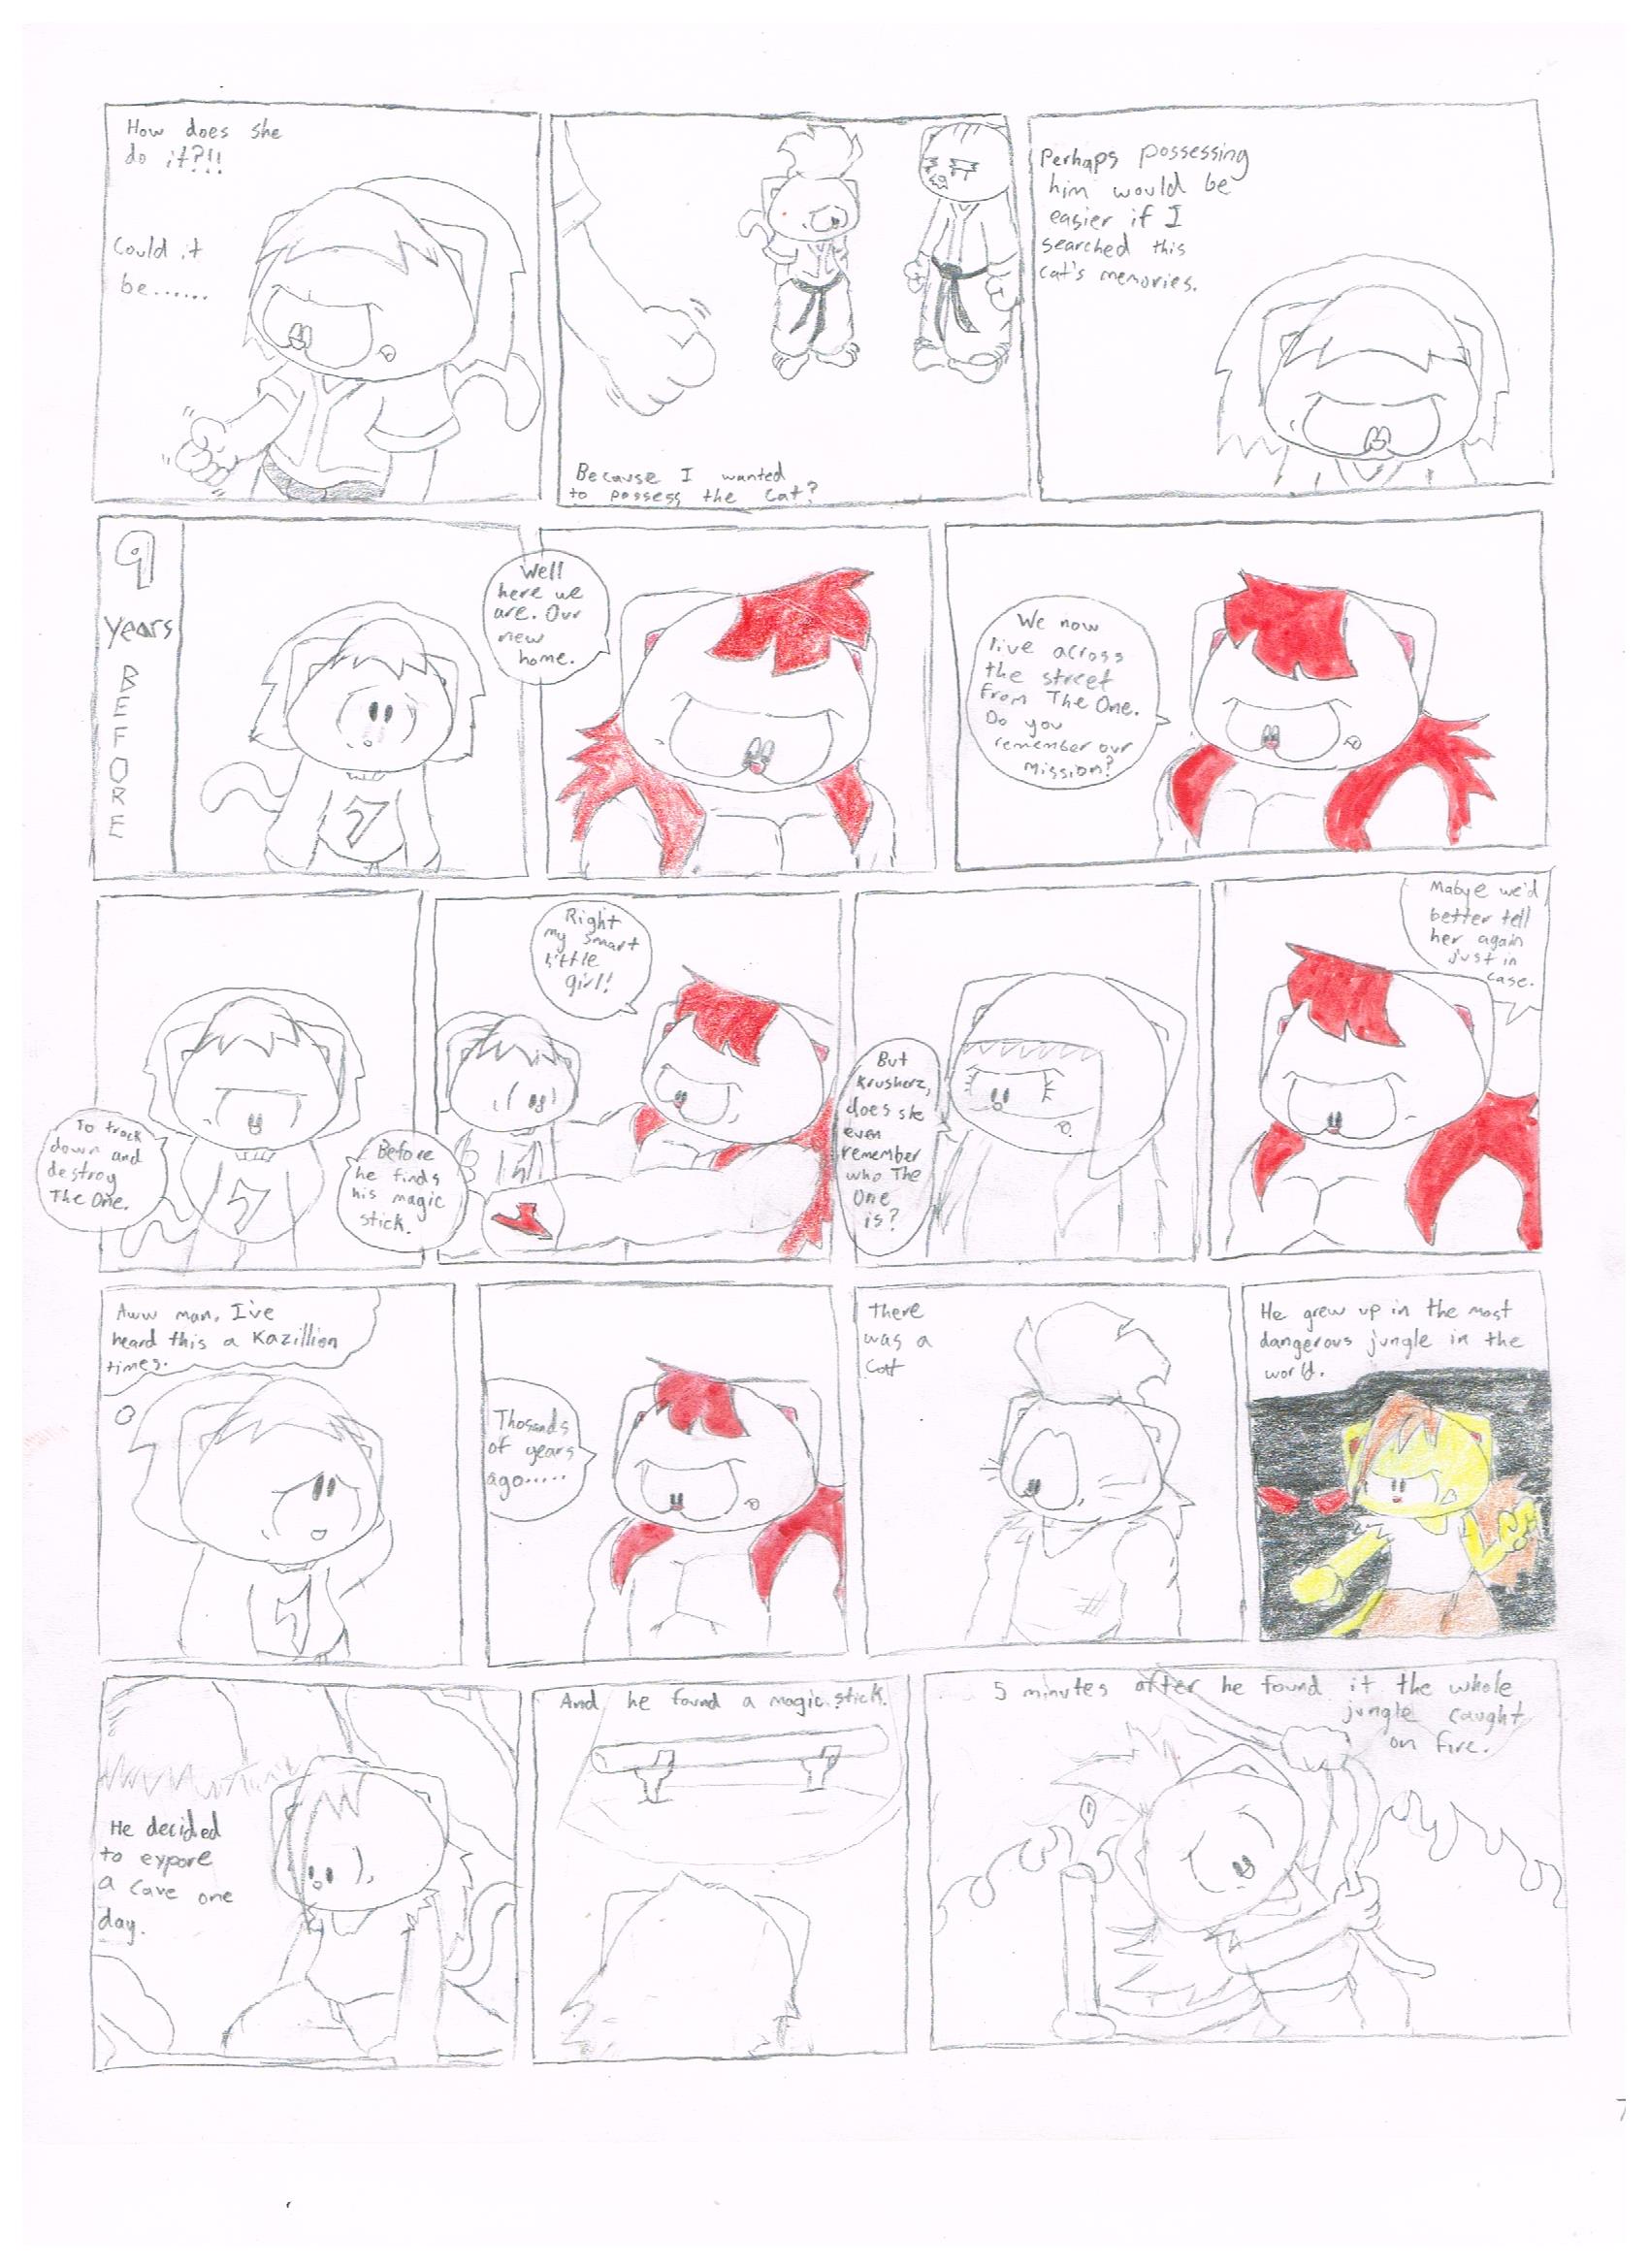 How does she
do it?!!
Could it
be......
Because I wanted
to possess the cat?
Perhaps possessing
him would be
easier if I
searched this
cat's memories.
9
years
BEFORE
Well
here we
are. Our
new
home.
We now
live across
the street
from The One.
Do you
remember our
mission?
To track
down and
destroy
The One.
Before
he finds
his magic
stick.
Right
my smart
little
girl!
But
Krusherz,
does she
even
remember
who The
One
is?
Mabye we'd
better tell
her again
just in
case.
Aww man, I've
heard this a Kazillion
times.
Thosands
of years
ago.....
There
was a
cat
He grew up in the most
dangerous jungle in the
world.
He decided
to expore
a cave one
day.
And he found a magic stick.
5 minutes after he found it the whole
jungle caught
on fire.
7